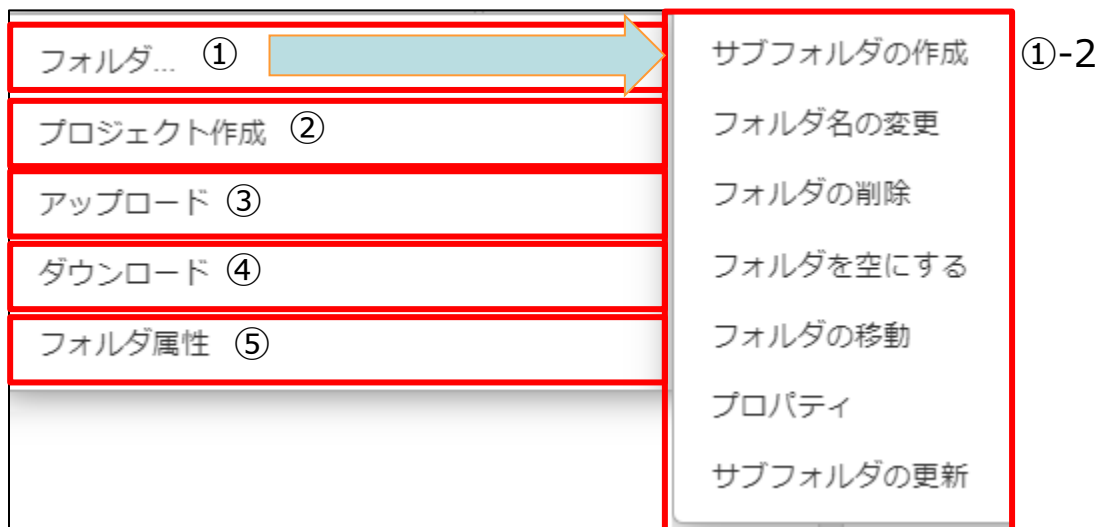 フォルダ... ①
プロジェクト作成 ②
アップロード ③
ダウンロード ④
フォルダ属性 ⑤
サブフォルダの作成
フォルダ名の変更
フォルダの削除
フォルダを空にする
フォルダの移動
プロパティ
サブフォルダの更新
①-2